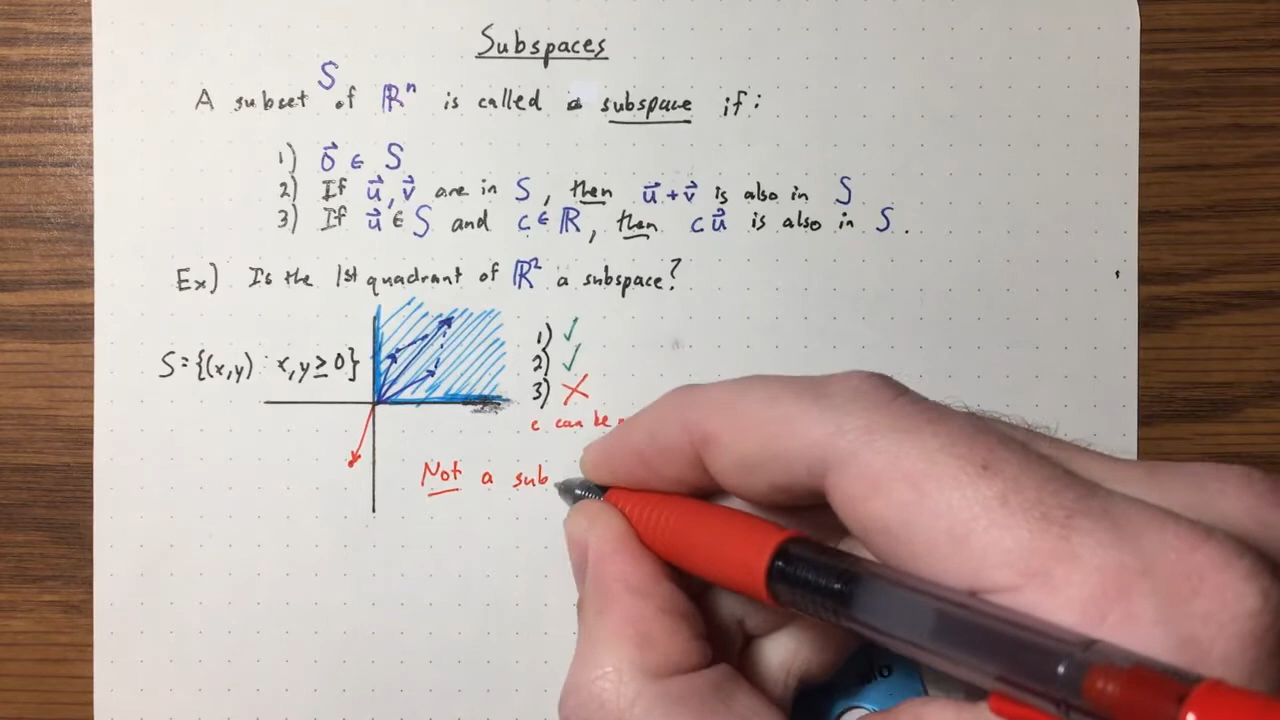 Subspaces
A subset S of ℝⁿ is called a subspace if:
1) 0⃗ ∈ S
2) If u⃗, v⃗ are in S, then u⃗ + v⃗ is also in S
3) If u⃗ ∈ S and c ∈ ℝ, then c u⃗ is also in S.
Ex) Is the 1st quadrant of ℝ² a subspace?
S = {(x,y) : x,y ≥ 0}
1) ✓
2) ✓
3) ✗
c can be
Not a sub